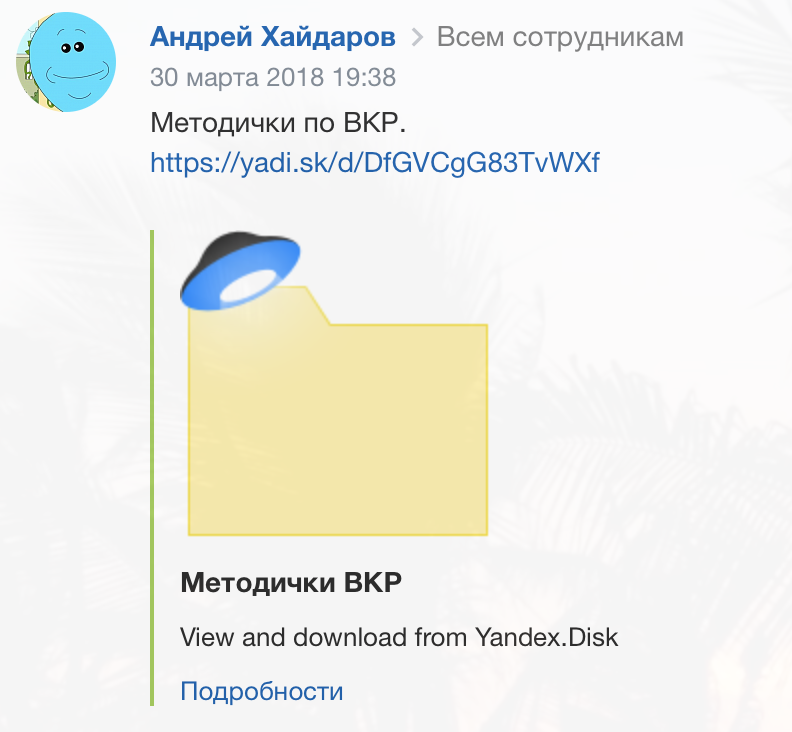 Андрей Хайдаров > Всем сотрудникам
30 марта 2018 19:38
Методички по ВКР.
https://yadi.sk/d/DfGVCgG83TvWXf
Методички ВКР
View and download from Yandex.Disk
Подробности